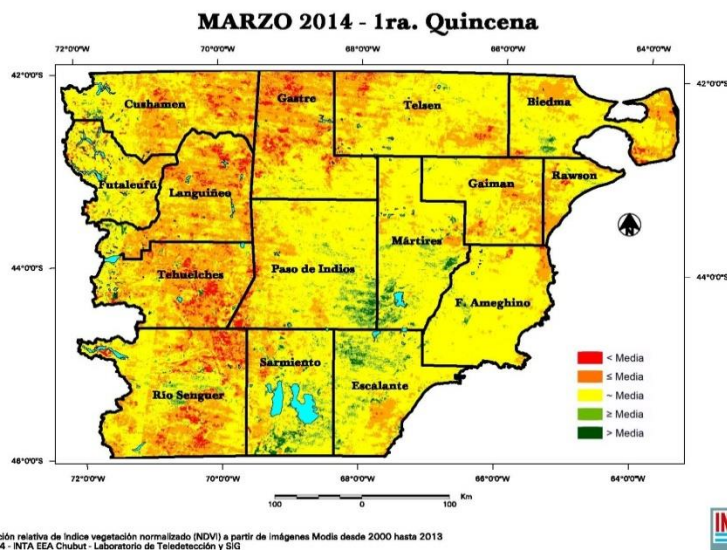 MARZO 2014 - 1ra. Quincena
72°0'0"W 70°0'0"W 68°0'0"W 66°0'0"W 64°0'0"W
42°0'0"S 42°0'0"S
Cushamen Gastre Telsen Biedma
Futaleufú Languiñeo Gaiman Rawson
Mártires
44°0'0"S Tehuelches Paso de Indios 44°0'0"S
F. Ameghino
Río Senguer Sarmiento Escalante
< Media
≤ Media
~ Media
≥ Media
> Media
46°0'0"S
72°0'0"W 70°0'0"W 68°0'0"W 66°0'0"W 64°0'0"W
100 0 100 Km
ción relativa de Indice vegetación normalizado (NDVI) a partir de imágenes Modis desde 2000 hasta 2013
4 - INTA EEA Chubut - Laboratorio de Teledetección y SIG